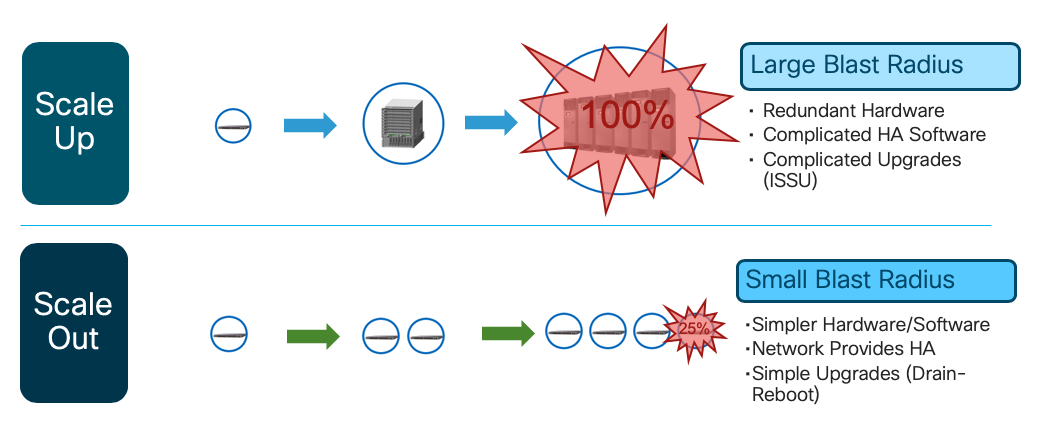 Scale
Up
100%
Large Blast Radius
· Redundant Hardware
· Complicated HA Software
· Complicated Upgrades
(ISSU)
Scale
Out
25%
Small Blast Radius
·Simpler Hardware/Software
·Network Provides HA
·Simple Upgrades (Drain-
Reboot)